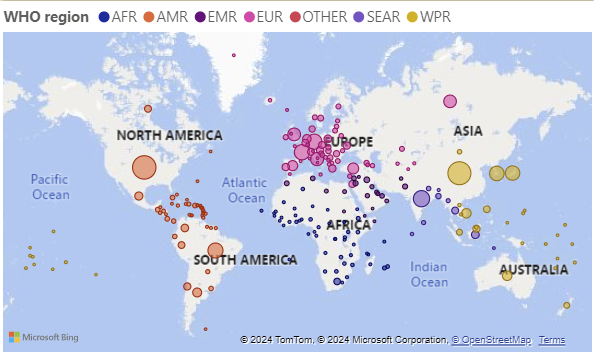 WHO region AFR AMR EMR EUR OTHER SEAR WPR
NORTH AMERICA
EUROPE
ASIA
Pacific
Ocean
Atlantic
Ocean
AFRICA
SOUTH AMERICA
Indian
Ocean
AUSTRALIA
Microsoft Bing
© 2024 TomTom, © 2024 Microsoft Corporation, © OpenStreetMap Terms